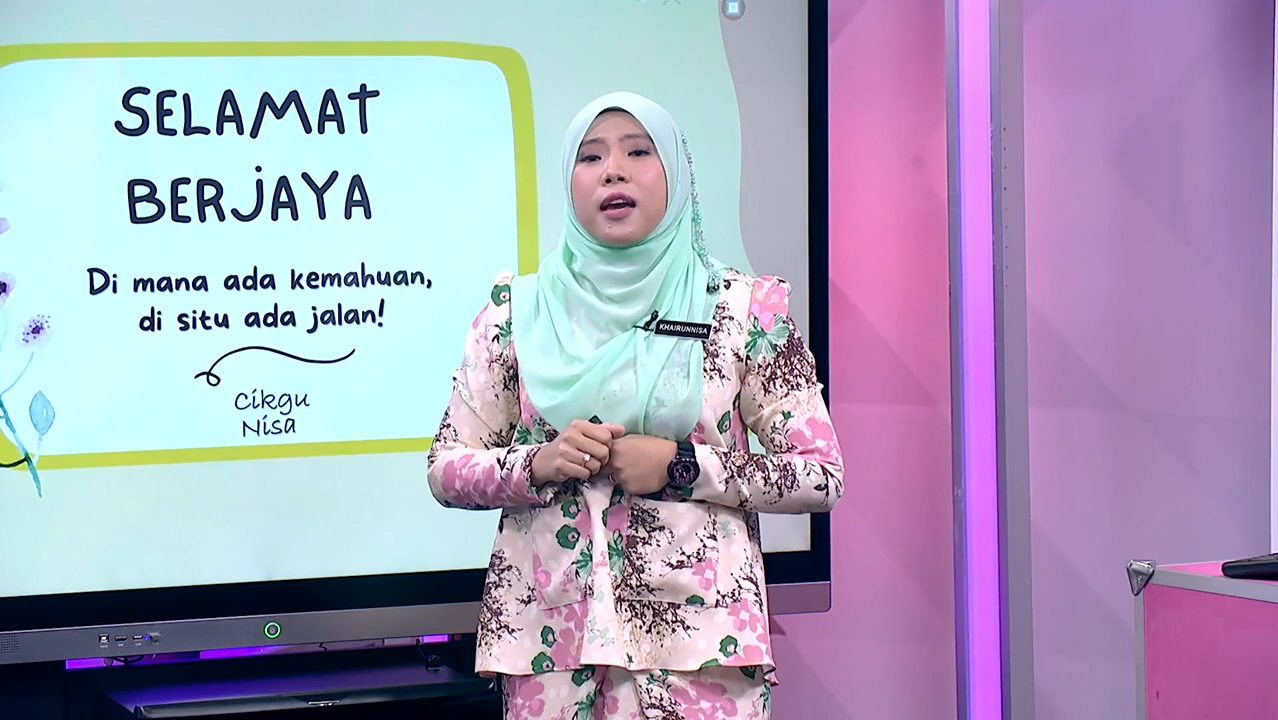 SELAMAT
BERJAYA
Di mana ada kemahuan,
di situ ada jalan!
Cikgu
Nisa
KHAIRUNNISA